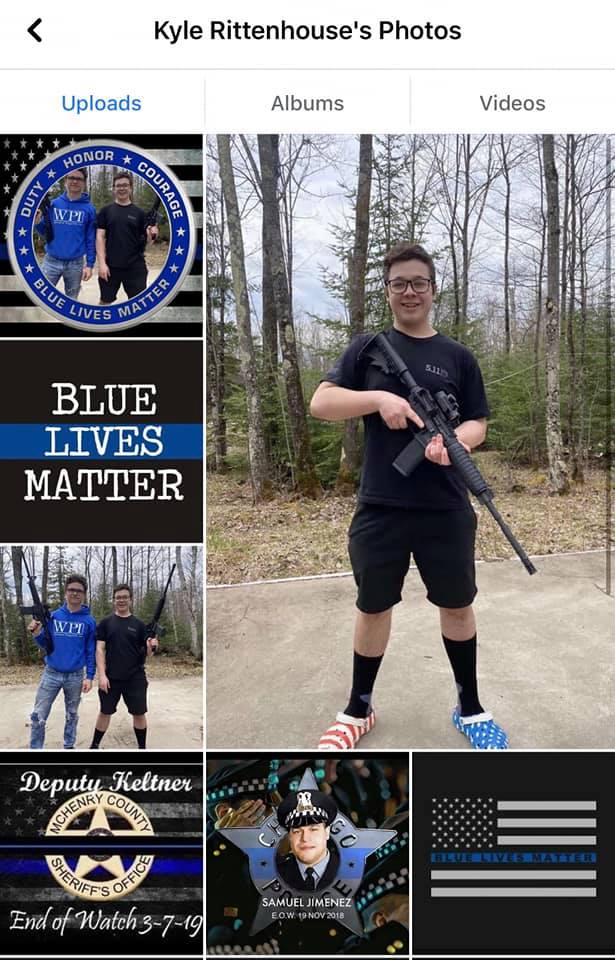 Kyle Rittenhouse's Photos
Uploads
Albums
Videos
DUTY ★ HONOR ★ COURAGE
BLUE LIVES MATTER
WPI
5.11
BLUE
LIVES
MATTER
WPI
Deputy Keltner
MCHENRY COUNTY
SHERIFF'S OFFICE
End of Watch 3-7-19
CHICAGO
POLICE
SAMUEL JIMENEZ
E.O.W. 19 NOV 2018
BLUE LIVES MATTER